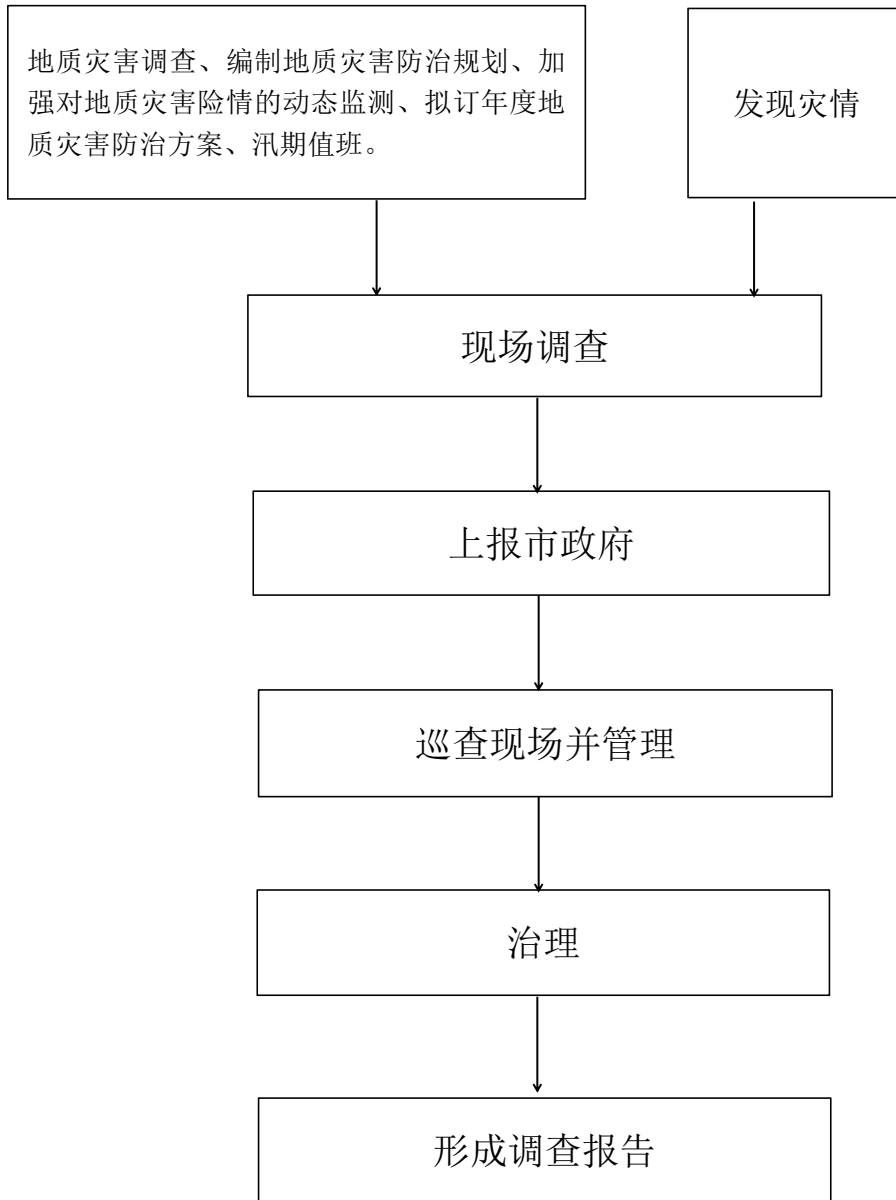 地质灾害调查、编制地质灾害防治规划、加
强对地质灾害险情的动态监测、拟订年度地
质灾害防治方案、汛期值班。
发现灾情
现场调查
上报市政府
巡查现场并管理
治理
形成调查报告